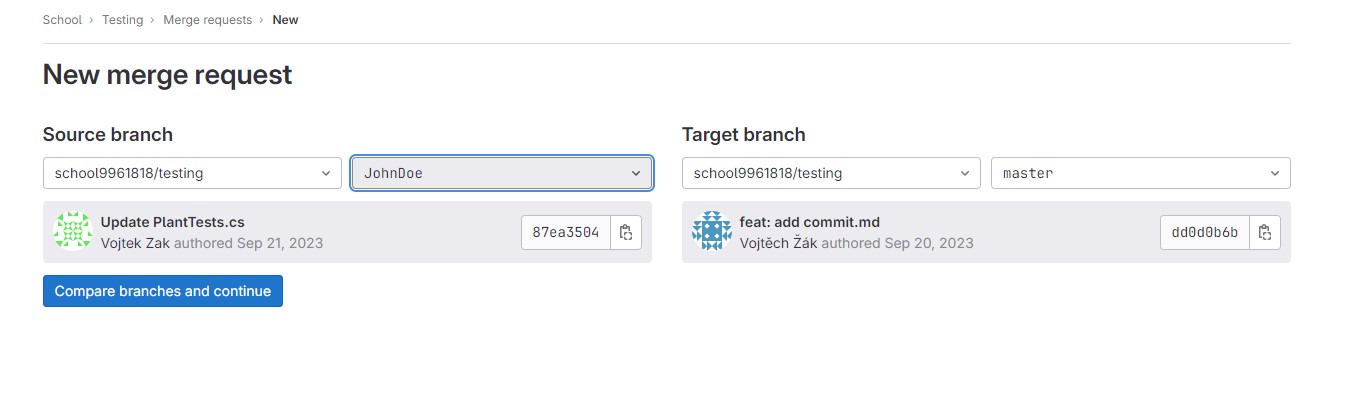 School › Testing › Merge requests › New
New merge request
Source branch
school9961818/testing
JohnDoe
Update PlantTests.cs
Vojtek Zak authored Sep 21, 2023
87ea3504
Compare branches and continue
Target branch
school9961818/testing
master
feat: add commit.md
Vojtěch Žák authored Sep 20, 2023
dd0d0b6b